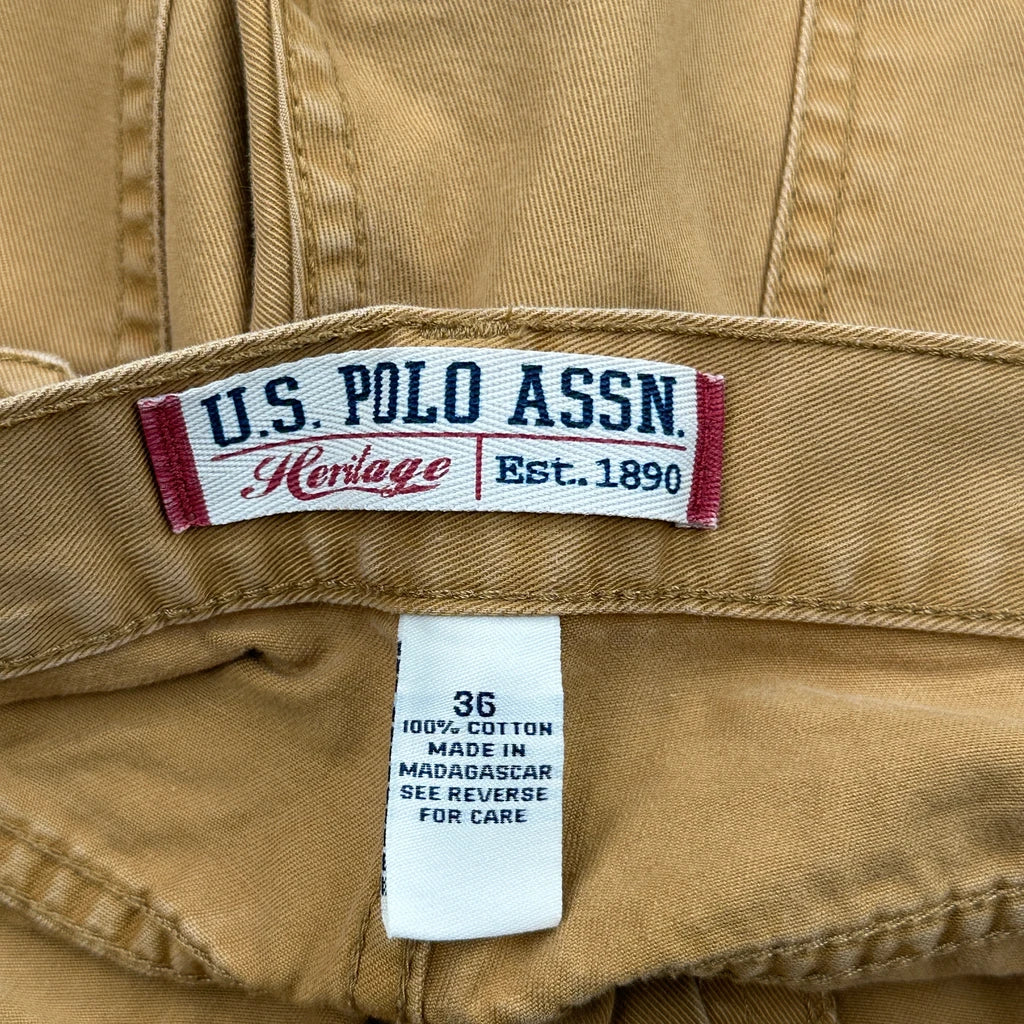 U.S. POLO ASSN.
Heritage Est. 1890
36
100% COTTON
MADE IN
MADAGASCAR
SEE REVERSE
FOR CARE